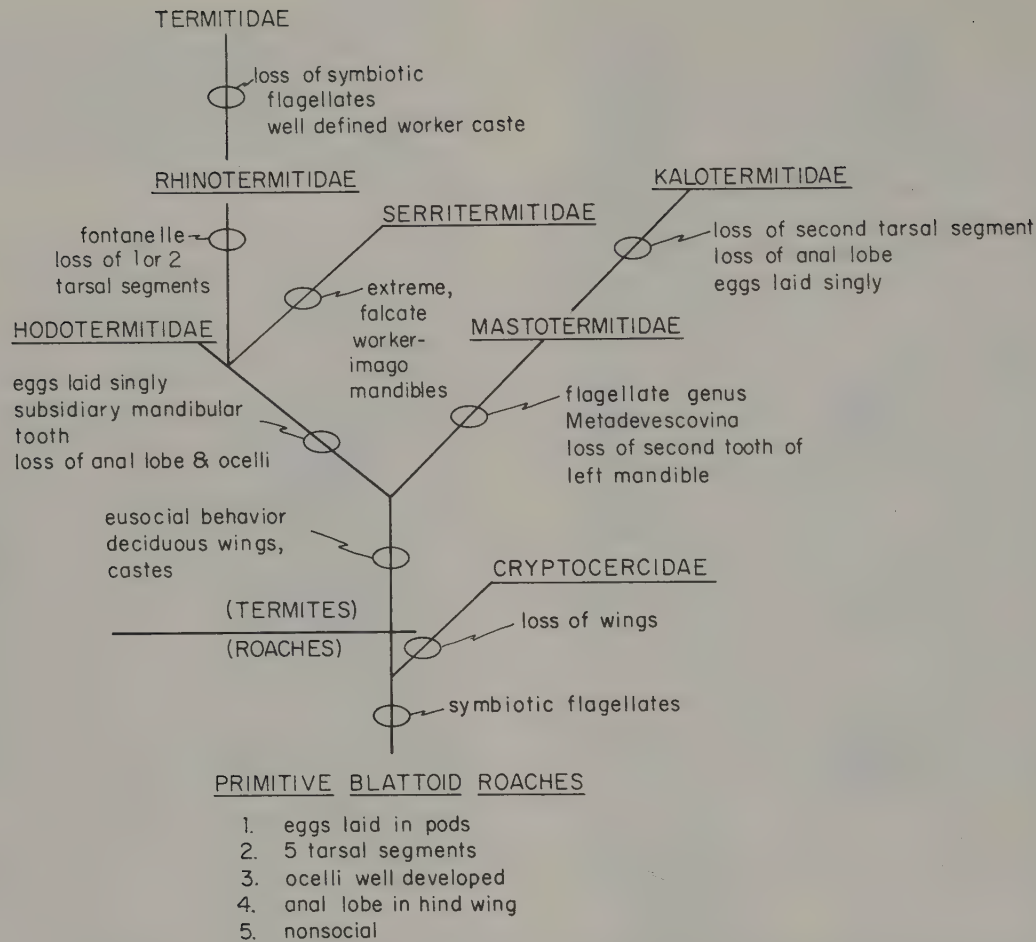 TERMITIDAE
loss of symbiotic
flagellates
well defined worker caste
RHINOTERMITIDAE
KALOTERMITIDAE
SERRITERMITIDAE
fontanelle
loss of 1 or 2
tarsal segments
loss of second tarsal segment
loss of anal lobe
eggs laid singly
extreme,
falcate
worker-
imago
mandibles
HODOTERMITIDAE
MASTOTERMITIDAE
eggs laid singly
subsidiary mandibular
tooth
loss of anal lobe & ocelli
flagellate genus
Metadevescovina
loss of second tooth of
left mandible
eusocial behavior
deciduous wings,
castes
CRYPTOCERCIDAE
(TERMITES)
(ROACHES)
loss of wings
symbiotic flagellates
PRIMITIVE BLATTOID ROACHES
1. eggs laid in pods
2. 5 tarsal segments
3. ocelli well developed
4. anal lobe in hind wing
5. nonsocial